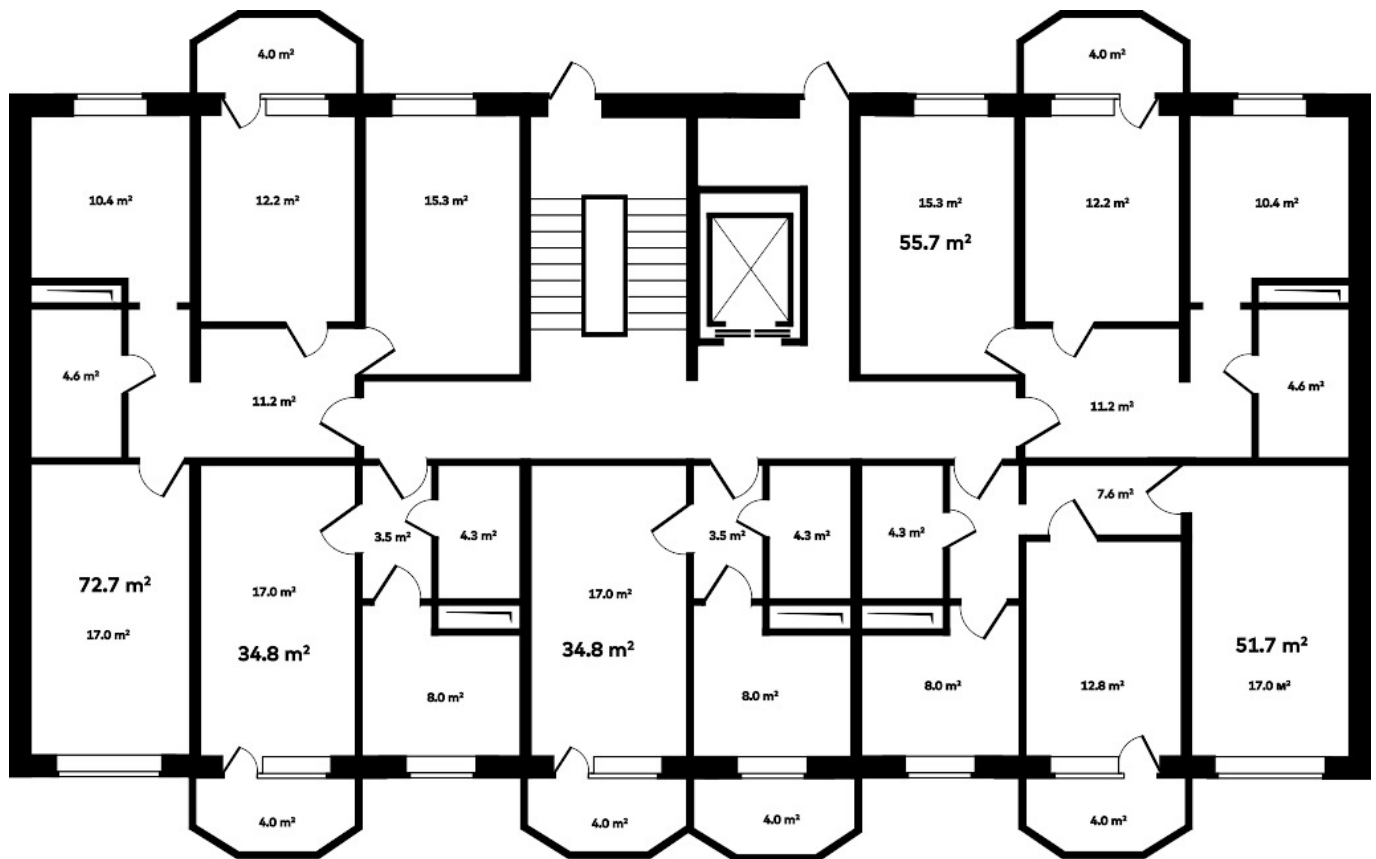 4.0 m²
4.0 m²
10.4 m²
12.2 m²
15.3 m²
15.3 m²
55.7 m²
12.2 m²
10.4 m²
4.6 m²
11.2 m²
11.2 m²
4.6 m²
7.6 m²
3.5 m²
4.3 m²
3.5 m²
4.3 m²
4.3 m²
72.7 m²
17.0 m²
17.0 m²
34.8 m²
17.0 m²
34.8 m²
51.7 m²
17.0 м²
8.0 m²
8.0 m²
8.0 m²
12.8 m²
4.0 m²
4.0 m²
4.0 m²
4.0 m²